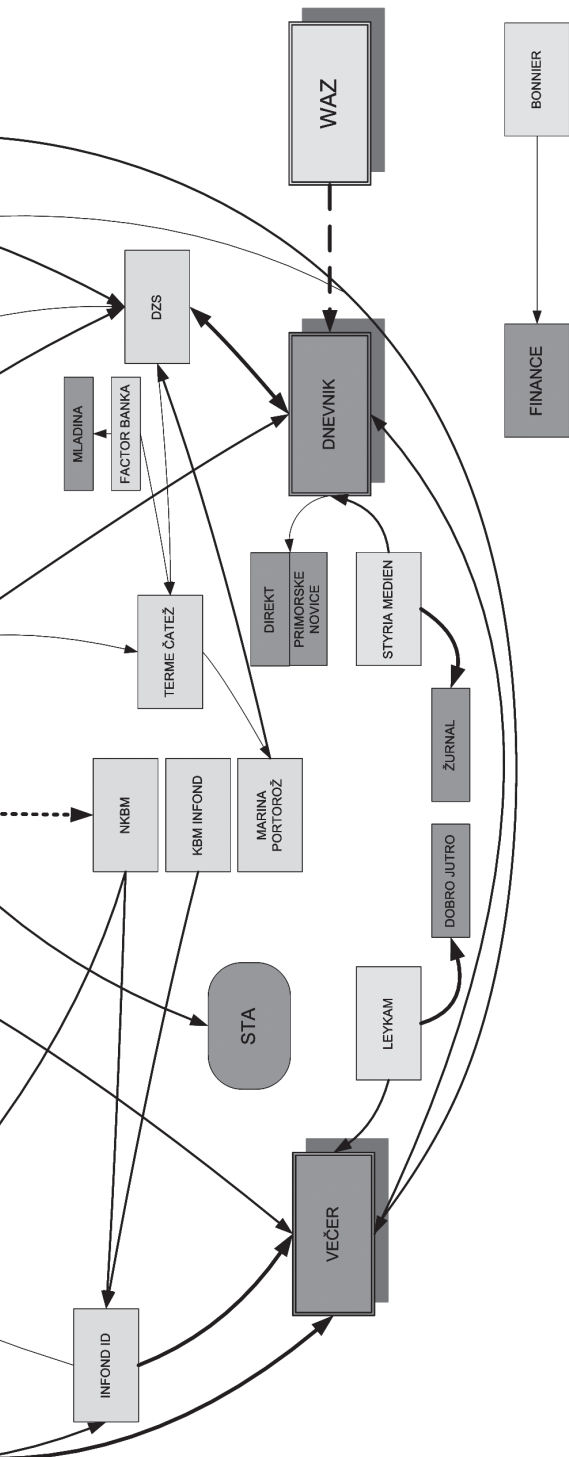 WAZ
BONNIER
DZS
MLADINA
FACTOR BANKA
DNEVNIK
FINANCE
DIREKT
PRIMORSKE
NOVICE
STYRIA MEDIEN
TERME ČATEŽ
ŽURNAL
NKBM
KBM INFOND
MARINA
PORTOROŽ
DOBRO JUTRO
STA
LEYKAM
VEČER
INFOND ID